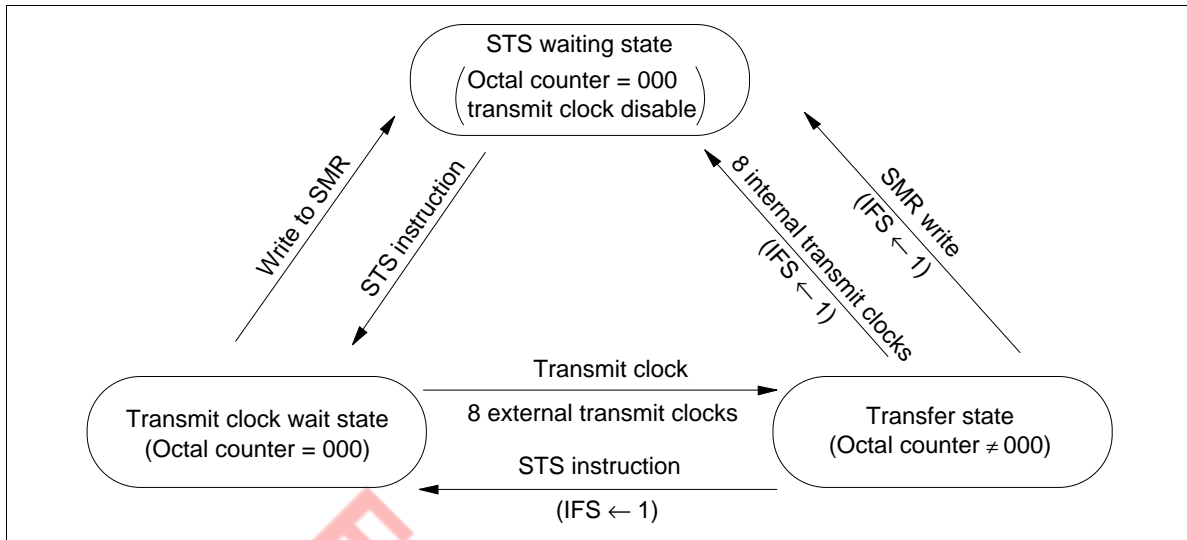 STS waiting state
Octal counter = 000
transmit clock disable
Write to SMR
STS instruction
8 internal transmit clocks
(IFS ← 1)
SMR write
(IFS ← 1)
Transmit clock
8 external transmit clocks
STS instruction
(IFS ← 1)
Transmit clock wait state
(Octal counter = 000)
Transfer state
(Octal counter ≠ 000)
E